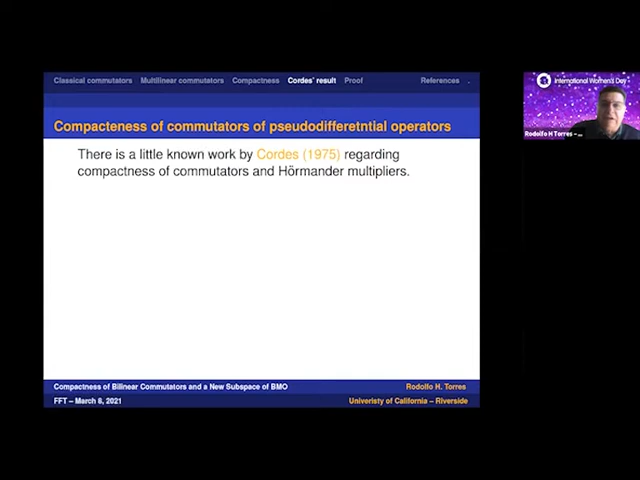 Classical commutators Multilinear commutators Compactness Cordes' result Proof References .
Compacteness of commutators of pseudodifferetntial operators
There is a little known work by Cordes (1975) regarding
compactness of commutators and Hörmander multipliers.
Compactness of Bilinear Commutators and a New Subspace of BMO Rodolfo H. Torres
FFT – March 8, 2021 Univeristy of California – Riverside
International Women's Day
Rodolfo H Torres - ...